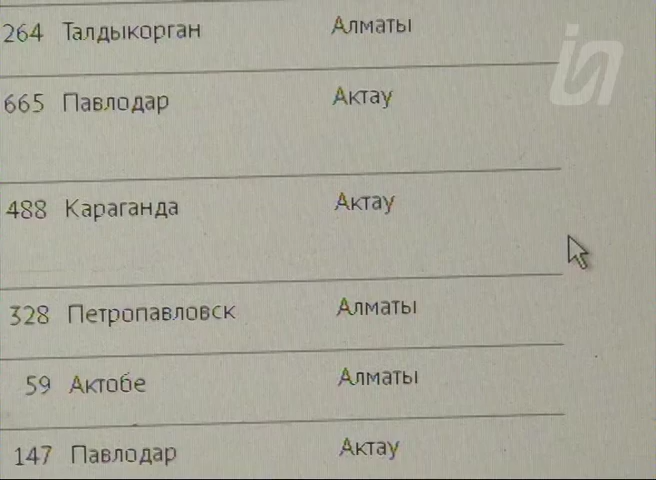 264 Талдыкорган Алматы
665 Павлодар Актау
488 Караганда Актау
328 Петропавловск Алматы
59 Актобе Алматы
147 Павлодар Актау